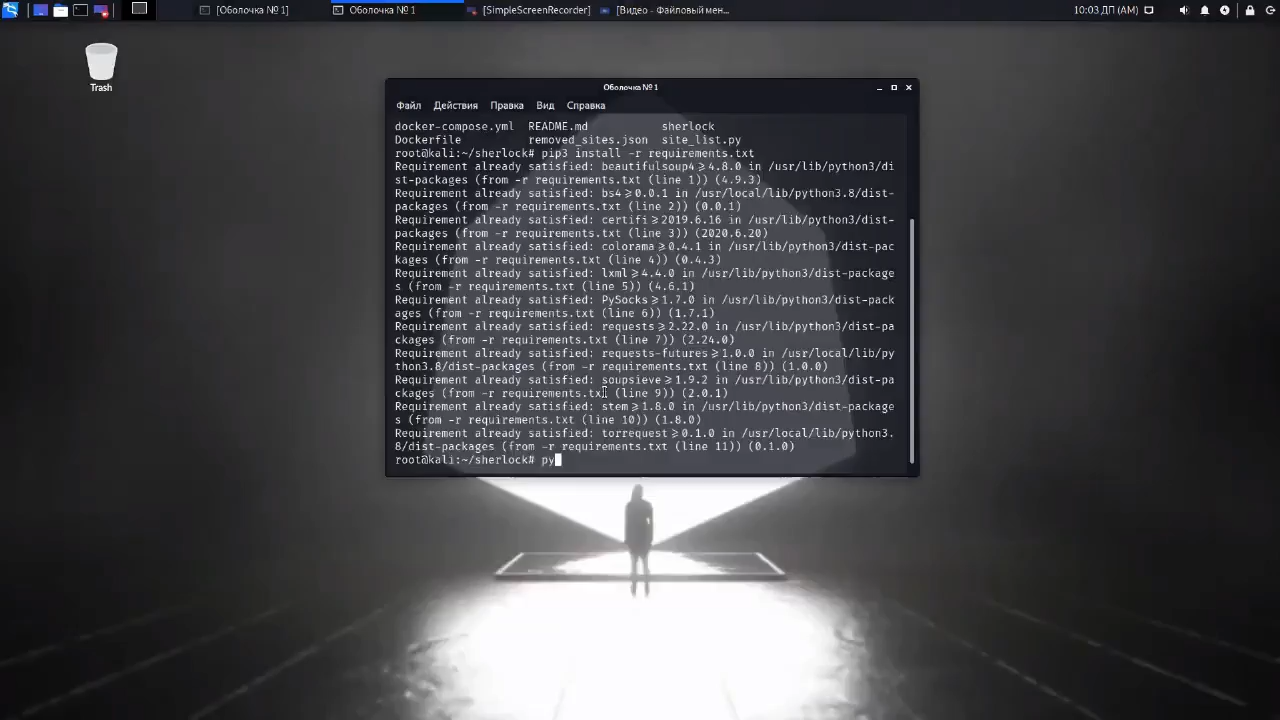 [Оболочка № 1]
Оболочка № 1
[SimpleScreenRecorder]
[Видео - Файловый мен...
10:03 ДП (AM)
Trash
Оболочка № 1
Файл Действия Правка Вид Справка
docker-compose.yml README.md sherlock
Dockerfile removed_sites.json site_list.py
root@kali:~/sherlock# pip3 install -r requirements.txt
Requirement already satisfied: beautifulsoup4≥4.8.0 in /usr/lib/python3/di
st-packages (from -r requirements.txt (line 1)) (4.9.3)
Requirement already satisfied: bs4≥0.0.1 in /usr/local/lib/python3.8/dist-
packages (from -r requirements.txt (line 2)) (0.0.1)
Requirement already satisfied: certifi≥2019.6.16 in /usr/lib/python3/dist-
packages (from -r requirements.txt (line 3)) (2020.6.20)
Requirement already satisfied: colorama≥0.4.1 in /usr/lib/python3/dist-pac
kages (from -r requirements.txt (line 4)) (0.4.3)
Requirement already satisfied: lxml≥4.4.0 in /usr/lib/python3/dist-package
s (from -r requirements.txt (line 5)) (4.6.1)
Requirement already satisfied: PySocks≥1.7.0 in /usr/lib/python3/dist-pack
ages (from -r requirements.txt (line 6)) (1.7.1)
Requirement already satisfied: requests≥2.22.0 in /usr/lib/python3/dist-pa
ckages (from -r requirements.txt (line 7)) (2.24.0)
Requirement already satisfied: requests-futures≥1.0.0 in /usr/local/lib/py
thon3.8/dist-packages (from -r requirements.txt (line 8)) (1.0.0)
Requirement already satisfied: soupsieve≥1.9.2 in /usr/lib/python3/dist-pa
ckages (from -r requirements.txt (line 9)) (2.0.1)
Requirement already satisfied: stem≥1.8.0 in /usr/lib/python3/dist-package
s (from -r requirements.txt (line 10)) (1.8.0)
Requirement already satisfied: torrequest≥0.1.0 in /usr/local/lib/python3.
8/dist-packages (from -r requirements.txt (line 11)) (0.1.0)
root@kali:~/sherlock# py